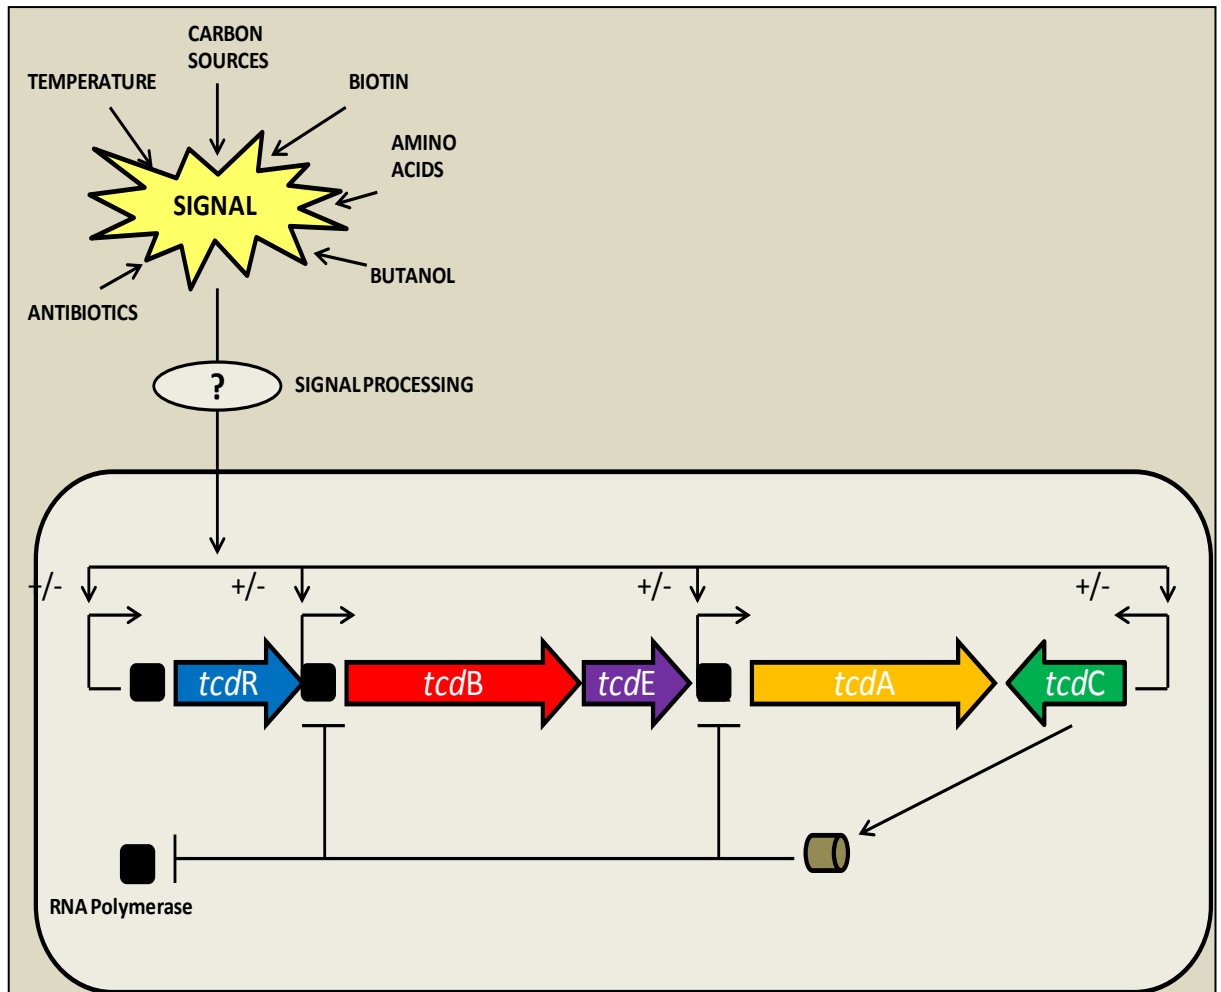 CARBON
SOURCES
TEMPERATURE
BIOTIN
AMINO
ACIDS
SIGNAL
BUTANOL
ANTIBIOTICS
?
SIGNAL PROCESSING
+/-
+/-
+/-
+/-
tcdR
tcdB
tcdE
tcdA
tcdC
RNA Polymerase